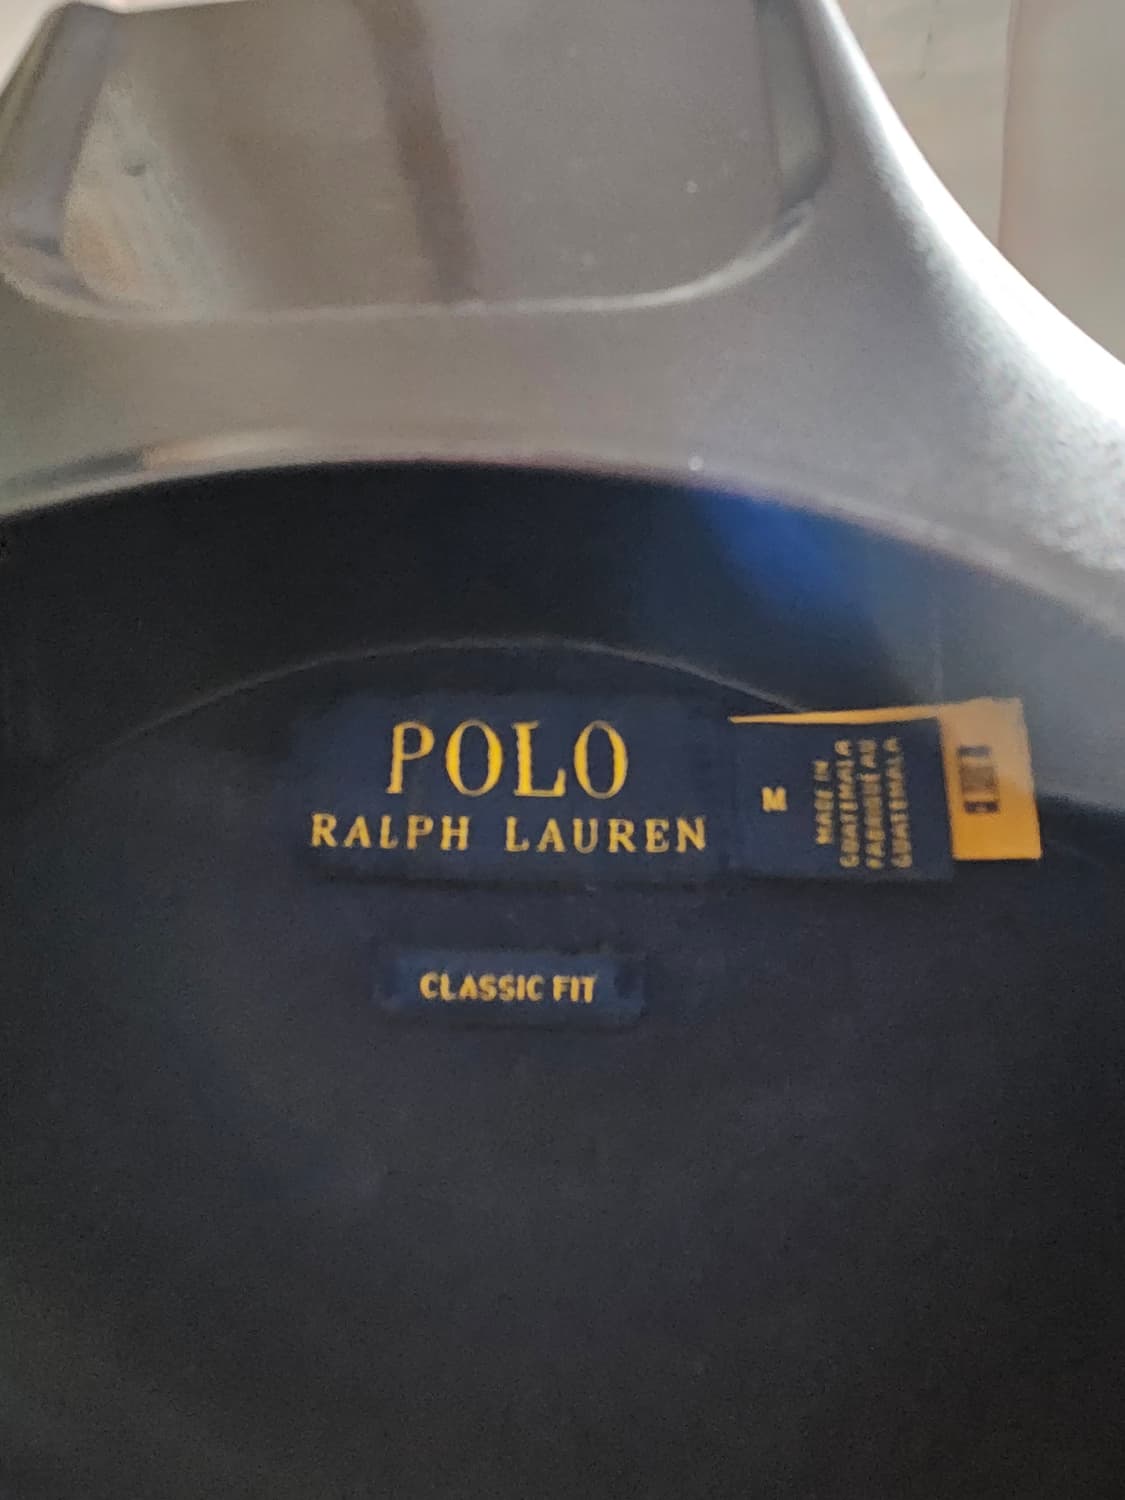 POLO
RALPH LAUREN
M
MADE IN
GUATEMALA
FABRIQUÉ AU
GUATEMALA
CLASSIC FIT